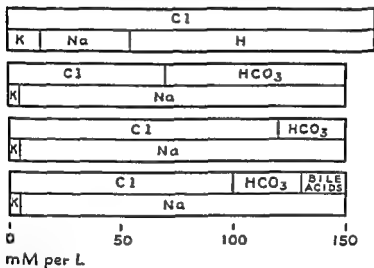 Cl
K Na H
Cl HCO₃
K Na
Cl HCO₃
K Na
Cl HCO₃ BILE ACIDS
K Na
0 50 100 150
mM per L